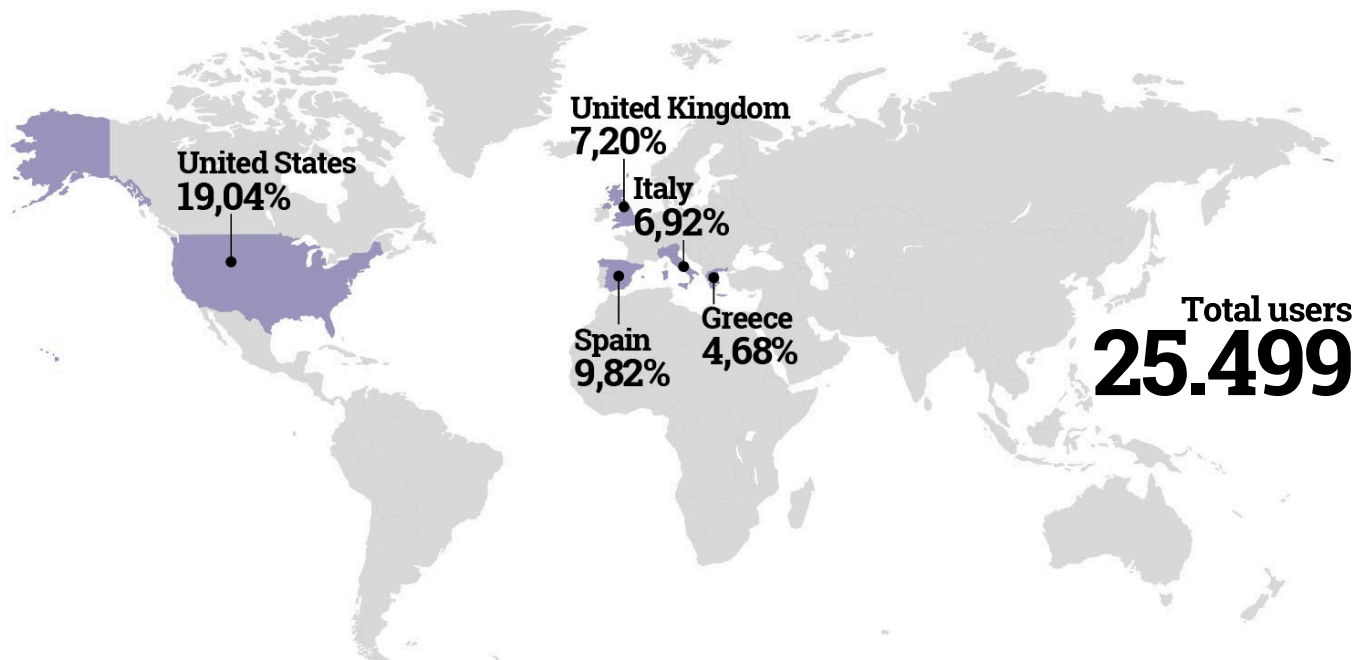 United Kingdom
7,20%
United States
19,04%
Italy
6,92%
Total users
25.499
Greece
4,68%
Spain
9,82%